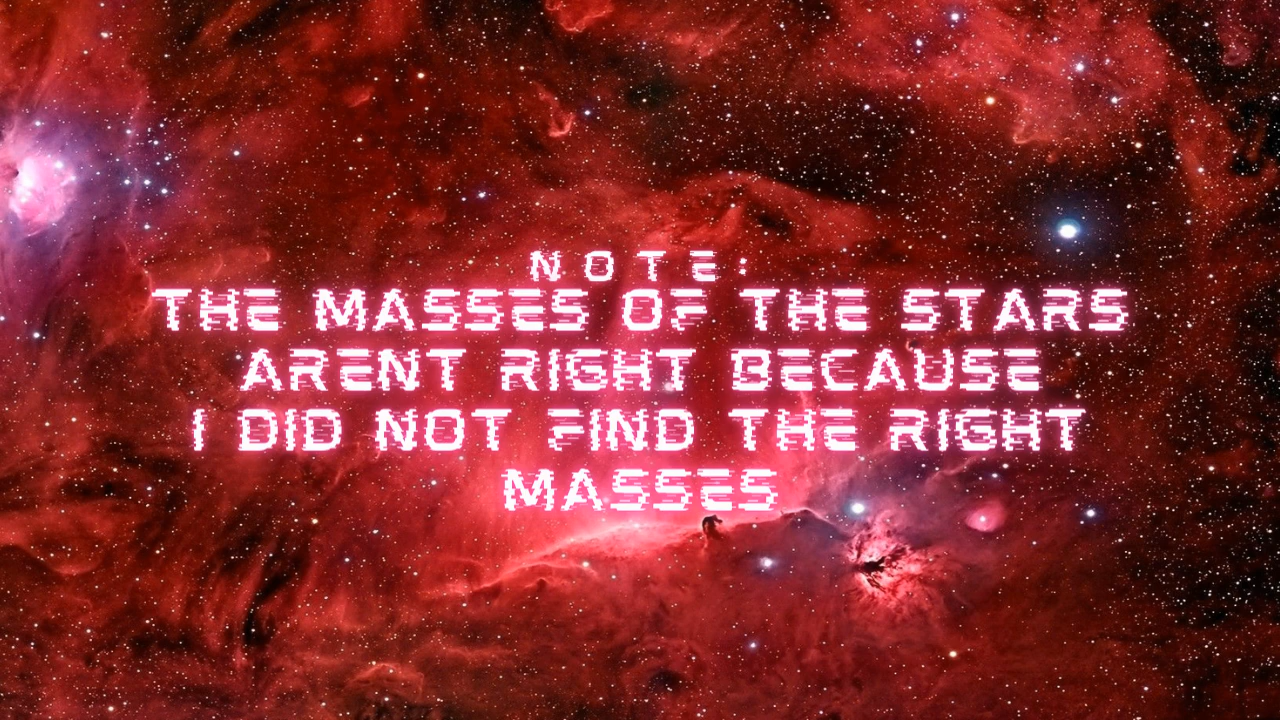 NOTE:
THE MASSES OF THE STARS
ARENT RIGHT BECAUSE
I DID NOT FIND THE RIGHT
MASSES